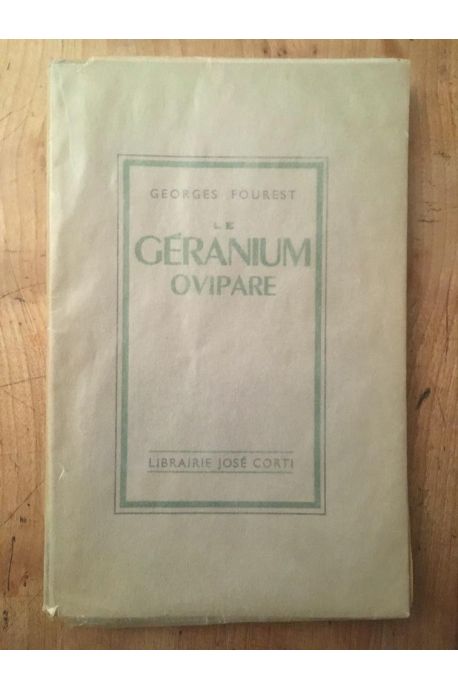 GEORGES FOUREST
LE
GÉRANIUM
OVIPARE
LIBRAIRIE JOSÉ CORTI